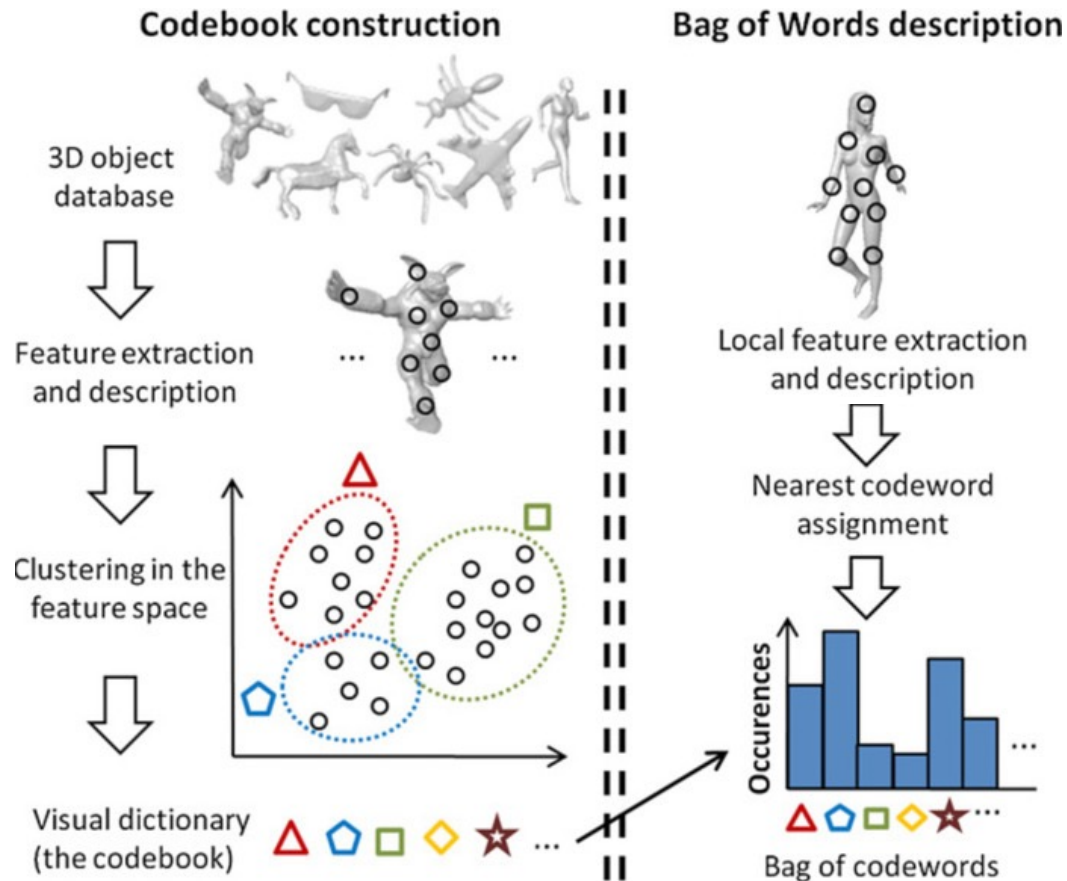 Codebook construction
3D object
database
...
...
Feature extraction
and description
Clustering in the
feature space
Visual dictionary
(the codebook)
...
Bag of Words description
Local feature extraction
and description
Nearest codeword
assignment
Occurences
...
...
Bag of codewords